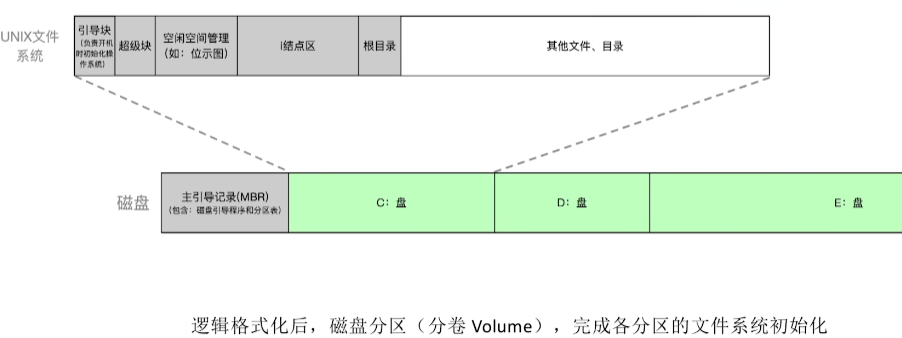 UNIX文件
系统
引导块
(负责开机
时初始化操
作系统)
超级块
空闲空间管理
(如：位示图)
i结点区
根目录
其他文件、目录
磁盘
主引导记录(MBR)
(包含：磁盘引导程序和分区表)
C：盘
D：盘
E：盘
逻辑格式化后，磁盘分区（分卷 Volume），完成各分区的文件系统初始化